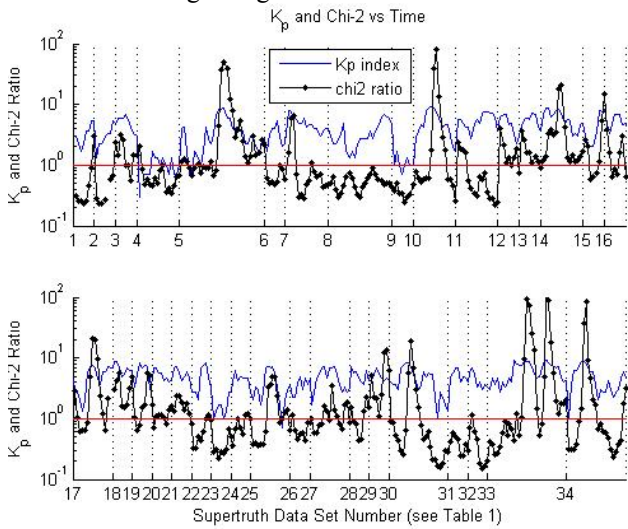 K_p and Chi-2 vs Time
K_p and Chi-2 Ratio
10^2
10^1
10^0
10^-1
Kp index
chi2 ratio
1 2 3 4 5 6 7 8 9 10 11 12 13 14 15 16
K_p and Chi-2 Ratio
10^2
10^1
10^0
10^-1
17 18 19 20 21 22 23 24 25 26 27 28 29 30 31 32 33 34
Supertruth Data Set Number (see Table 1)